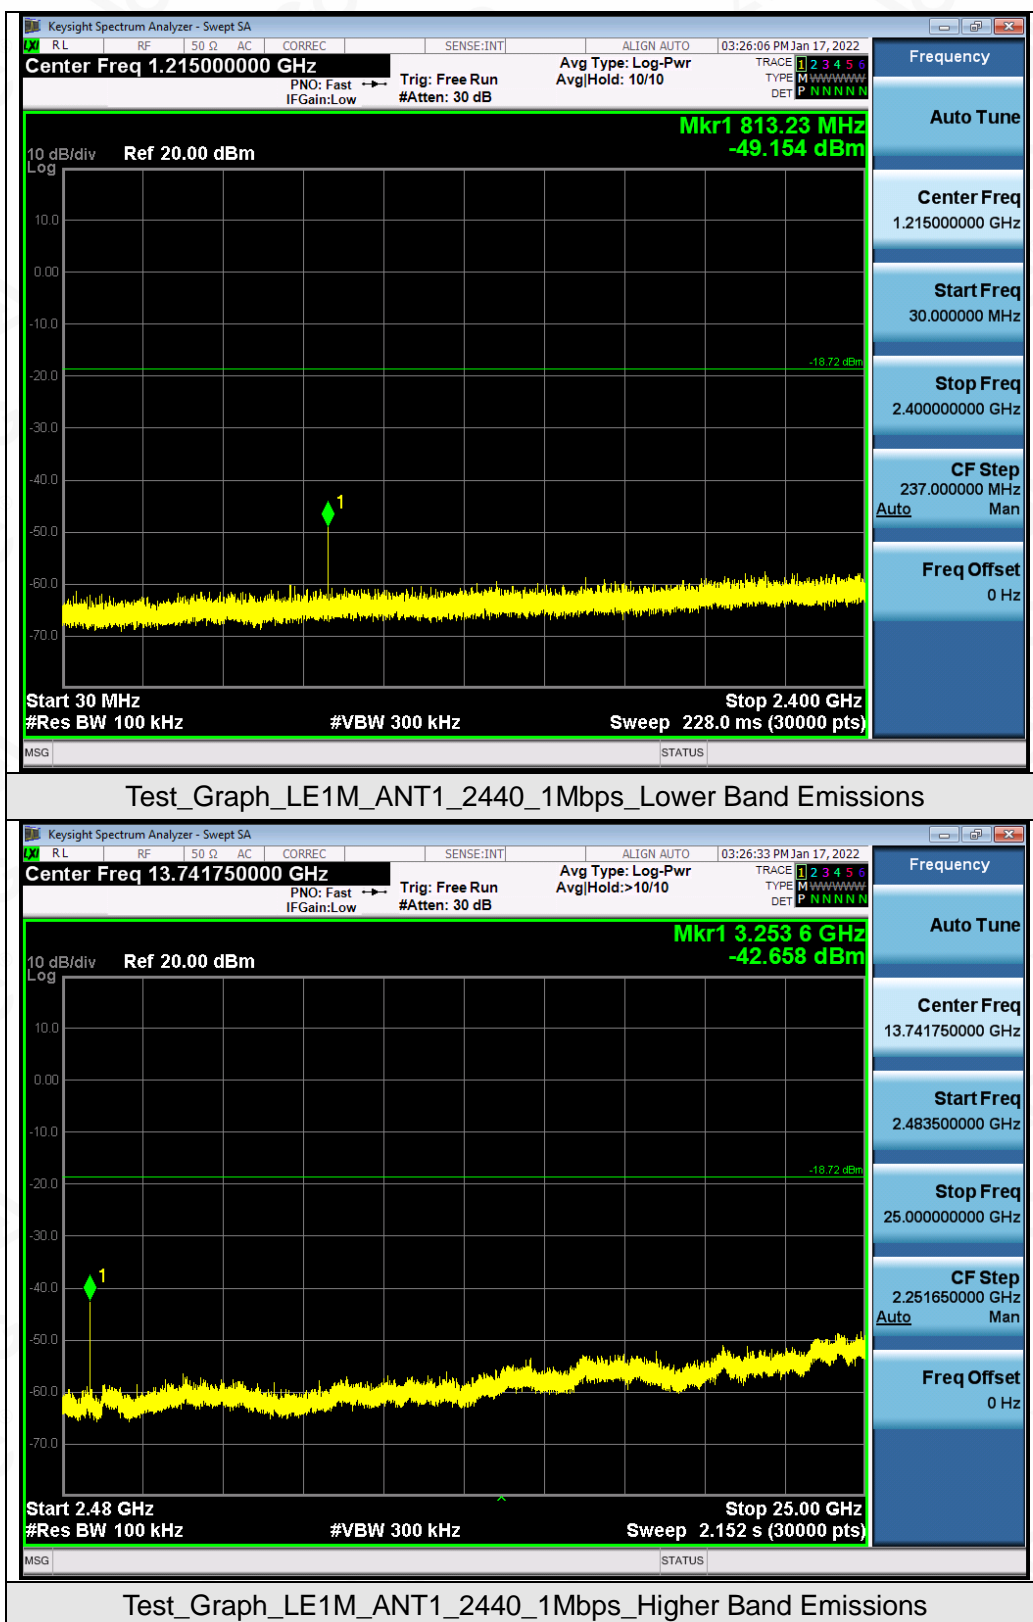 Keysight Spectrum Analyzer - Swept SA
LXI RL RF 50 Ω AC CORREC SENSE:INT ALIGN AUTO 03:26:06 PM Jan 17, 2022
Center Freq 1.215000000 GHz
PNO: Fast
IFGain:Low
Trig: Free Run
#Atten: 30 dB
Avg Type: Log-Pwr
Avg|Hold: 10/10
TRACE 1 2 3 4 5 6
TYPE M WWWWW
DET P N N N N N
Mkr1 813.23 MHz
-49.154 dBm
10 dB/div Ref 20.00 dBm
Log
10.0
0.00
-10.0
-18.72 dBm
-20.0
-30.0
-40.0
1
-50.0
-60.0
-70.0
Start 30 MHz Stop 2.400 GHz
#Res BW 100 kHz #VBW 300 kHz Sweep 228.0 ms (30000 pts)
MSG STATUS
Frequency
Auto Tune
Center Freq
1.215000000 GHz
Start Freq
30.000000 MHz
Stop Freq
2.400000000 GHz
CF Step
237.000000 MHz
Auto Man
Freq Offset
0 Hz
Test_Graph_LE1M_ANT1_2440_1Mbps_Lower Band Emissions
Keysight Spectrum Analyzer - Swept SA
LXI RL RF 50 Ω AC CORREC SENSE:INT ALIGN AUTO 03:26:33 PM Jan 17, 2022
Center Freq 13.741750000 GHz
PNO: Fast
IFGain:Low
Trig: Free Run
#Atten: 30 dB
Avg Type: Log-Pwr
Avg|Hold:>10/10
TRACE 1 2 3 4 5 6
TYPE M WWWWW
DET P N N N N N
Mkr1 3.253 6 GHz
-42.658 dBm
10 dB/div Ref 20.00 dBm
Log
10.0
0.00
-10.0
-18.72 dBm
-20.0
-30.0
-40.0
1
-50.0
-60.0
-70.0
Start 2.48 GHz Stop 25.00 GHz
#Res BW 100 kHz #VBW 300 kHz Sweep 2.152 s (30000 pts)
MSG STATUS
Frequency
Auto Tune
Center Freq
13.741750000 GHz
Start Freq
2.483500000 GHz
Stop Freq
25.000000000 GHz
CF Step
2.251650000 GHz
Auto Man
Freq Offset
0 Hz
Test_Graph_LE1M_ANT1_2440_1Mbps_Higher Band Emissions